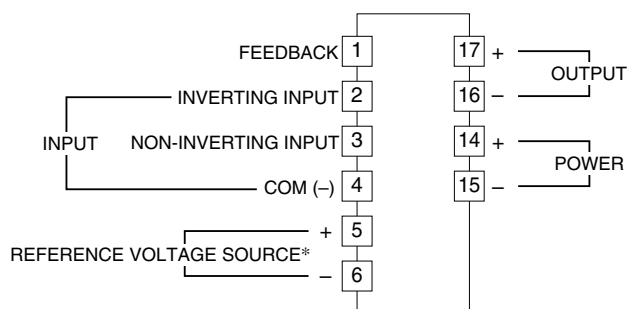 FEEDBACK 1
INVERTING INPUT 2
INPUT
NON-INVERTING INPUT 3
COM (–) 4
+ 5
REFERENCE VOLTAGE SOURCE*
– 6
17 +
OUTPUT
16 –
14 +
POWER
15 –